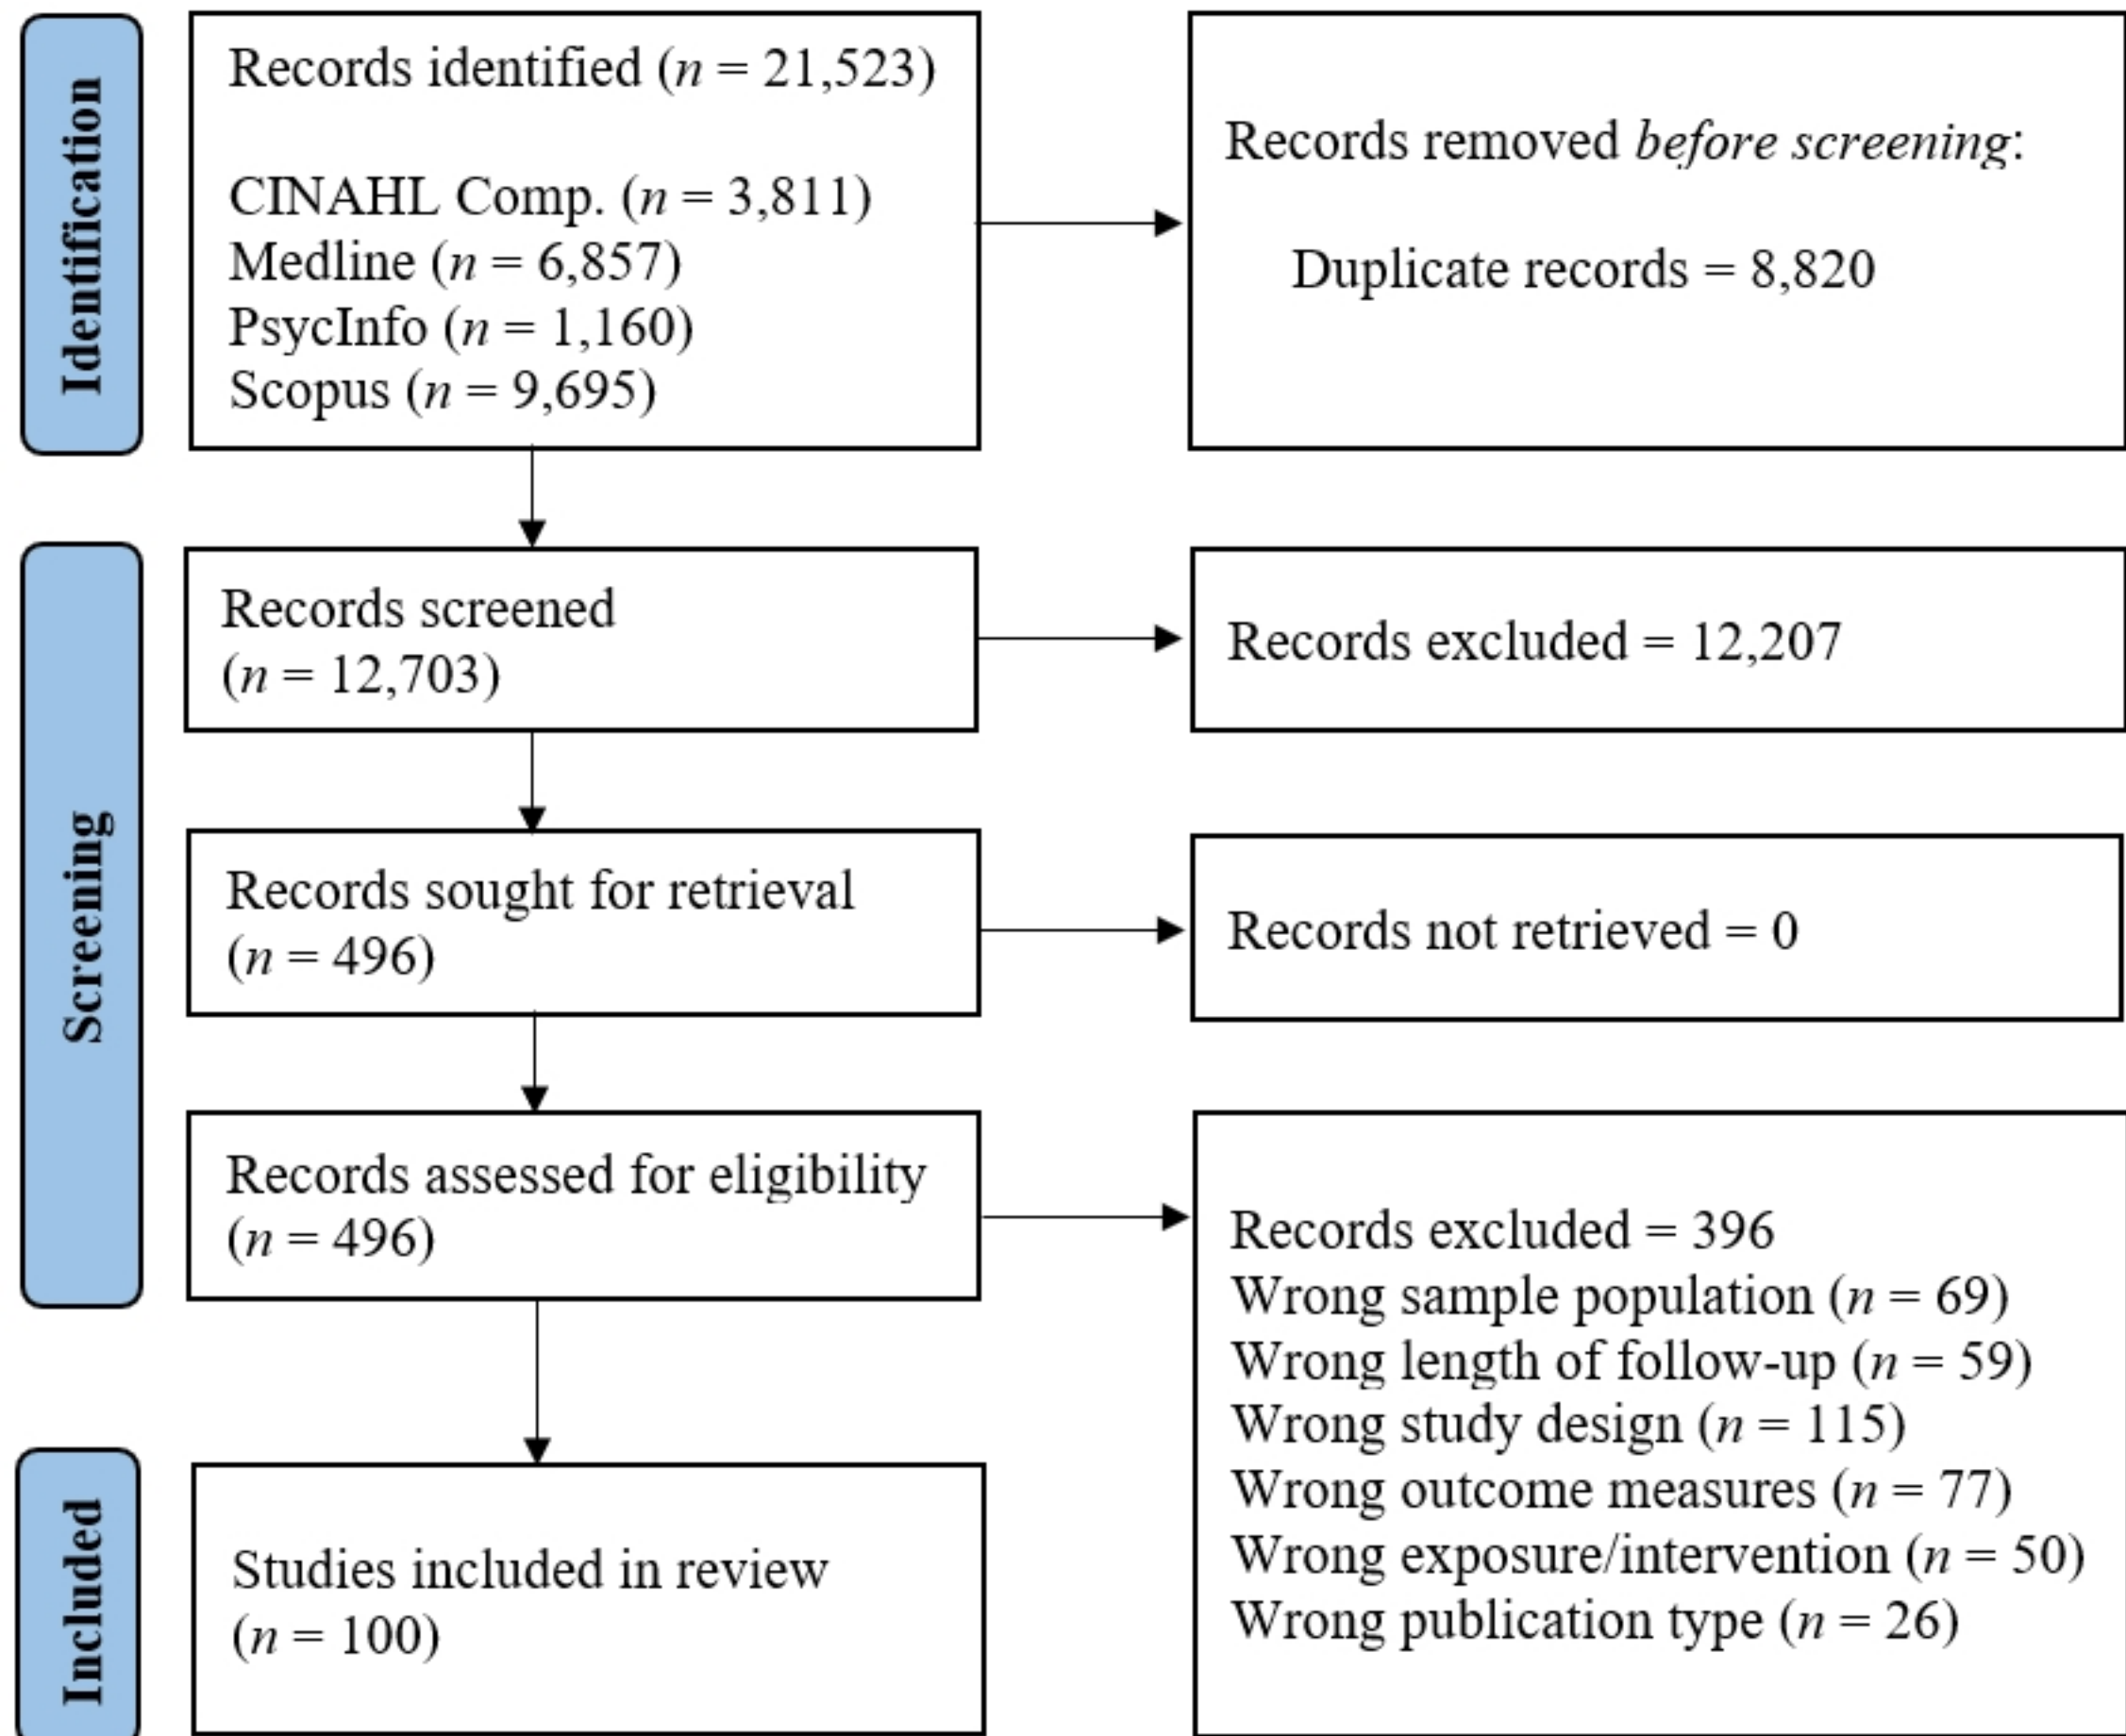 Identification
Records identified (n = 21,523)
CINAHL Comp. (n = 3,811)
Medline (n = 6,857)
PsycInfo (n = 1,160)
Scopus (n = 9,695)
Records removed before screening:
Duplicate records = 8,820
Screening
Records screened
(n = 12,703)
Records excluded = 12,207
Records sought for retrieval
(n = 496)
Records not retrieved = 0
Records assessed for eligibility
(n = 496)
Records excluded = 396
Wrong sample population (n = 69)
Wrong length of follow-up (n = 59)
Wrong study design (n = 115)
Wrong outcome measures (n = 77)
Wrong exposure/intervention (n = 50)
Wrong publication type (n = 26)
Included
Studies included in review
(n = 100)